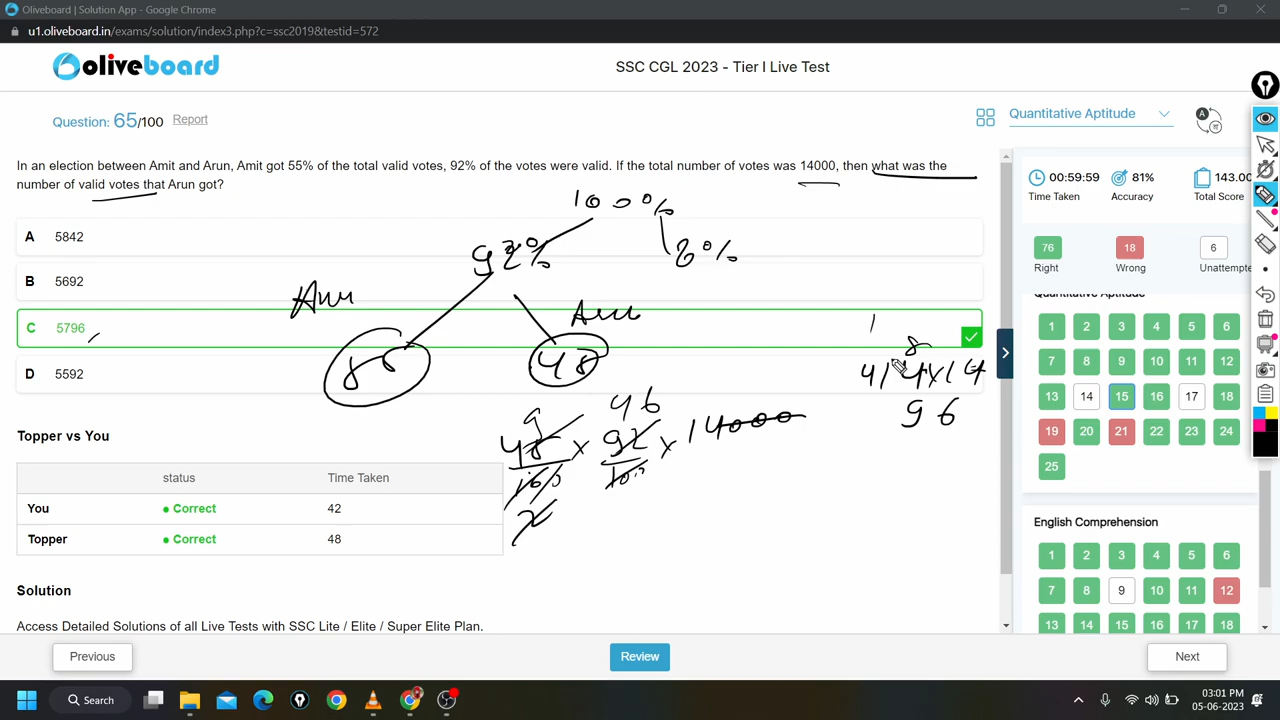 Oliveboard | Solution App - Google Chrome
u1.oliveboard.in/exams/solution/index3.php?c=ssc2019&testid=572
oliveboard
SSC CGL 2023 - Tier I Live Test
Question: 65/100 Report
Quantitative Aptitude
In an election between Amit and Arun, Amit got 55% of the total valid votes, 92% of the votes were valid. If the total number of votes was 14000, then what was the
number of valid votes that Arun got?
100%
92% 8%
A 5842
B 5692
C 5796
D 5592
48
9 46
92
× × 14000
100 100
8
14
96
Topper vs You
status Time Taken
You Correct 42
Topper Correct 48
Solution
Access Detailed Solutions of all Live Tests with SSC Lite / Elite / Super Elite Plan.
00:59:59 81% 143.00
Time Taken Accuracy Total Score
76 18 6
Right Wrong Unattempte
Quantitative Aptitude
1 2 3 4 5 6
7 8 9 10 11 12
13 14 15 16 17 18
19 20 21 22 23 24
25
English Comprehension
1 2 3 4 5 6
7 8 9 10 11 12
13 14 15 16 17 18
Previous Review Next
Search
03:01 PM
05-06-2023